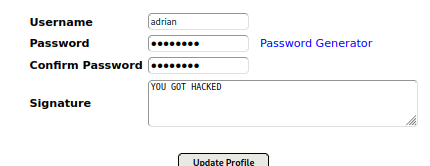 Username adrian
Password ●●●●●●●● Password Generator
Confirm Password ●●●●●●●●
Signature YOU GOT HACKED
Update Profile